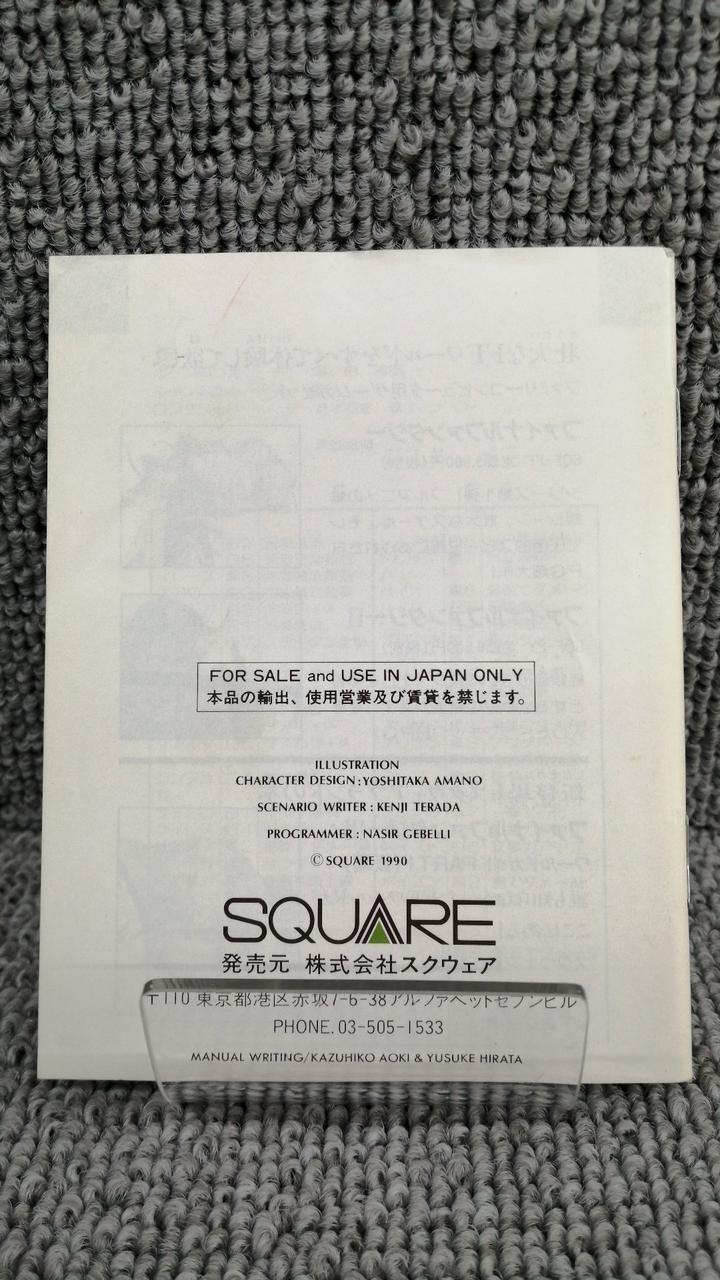 FOR SALE and USE IN JAPAN ONLY
本品の輸出、使用営業及び賃貸を禁じます。
ILLUSTRATION
CHARACTER DESIGN:YOSHITAKA AMANO
SCENARIO WRITER:KENJI TERADA
PROGRAMMER:NASIR GEBELLI
©SQUARE 1990
SQUARE
発売元 株式会社スクウェア
〒110 東京都港区赤坂7-6-38アルファベットセブンビル
PHONE.03-505-1533
MANUAL WRITING/KAZUHIKO AOKI & YUSUKE HIRATA